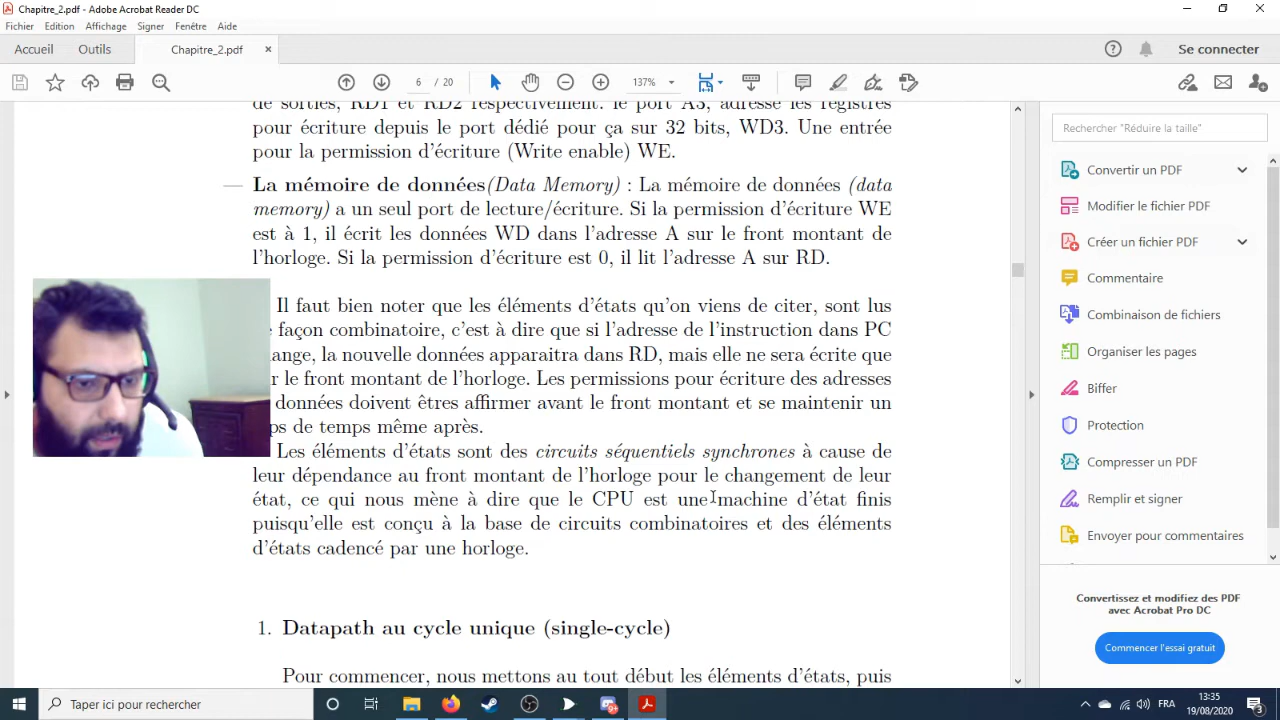 Chapitre_2.pdf - Adobe Acrobat Reader DC
Fichier Edition Affichage Signer Fenêtre Aide
Accueil Outils Chapitre_2.pdf × Se connecter
6 / 20 137%
de sorties, RD1 et RD2 respectivement. le port A3, adresse les registres
pour écriture depuis le port dédié pour ça sur 32 bits, WD3. Une entrée
pour la permission d'écriture (Write enable) WE.
— La mémoire de données(Data Memory) : La mémoire de données (data
memory) a un seul port de lecture/écriture. Si la permission d'écriture WE
est à 1, il écrit les données WD dans l'adresse A sur le front montant de
l'horloge. Si la permission d'écriture est 0, il lit l'adresse A sur RD.
Il faut bien noter que les éléments d'états qu'on viens de citer, sont lus
façon combinatoire, c'est à dire que si l'adresse de l'instruction dans PC
ange, la nouvelle données apparaitra dans RD, mais elle ne sera écrite que
r le front montant de l'horloge. Les permissions pour écriture des adresses
données doivent êtres affirmer avant le front montant et se maintenir un
ps de temps même après.
Les éléments d'états sont des circuits séquentiels synchrones à cause de
leur dépendance au front montant de l'horloge pour le changement de leur
état, ce qui nous mène à dire que le CPU est une machine d'état finis
puisqu'elle est conçu à la base de circuits combinatoires et des éléments
d'états cadencé par une horloge.
1. Datapath au cycle unique (single-cycle)
Pour commencer, nous mettons au tout début les éléments d'états, puis
Rechercher "Réduire la taille"
Convertir un PDF
Modifier le fichier PDF
Créer un fichier PDF
Commentaire
Combinaison de fichiers
Organiser les pages
Biffer
Protection
Compresser un PDF
Remplir et signer
Envoyer pour commentaires
Convertissez et modifiez des PDF
avec Acrobat Pro DC
Commencer l'essai gratuit
Taper ici pour rechercher
FRA
13:35
19/08/2020
3